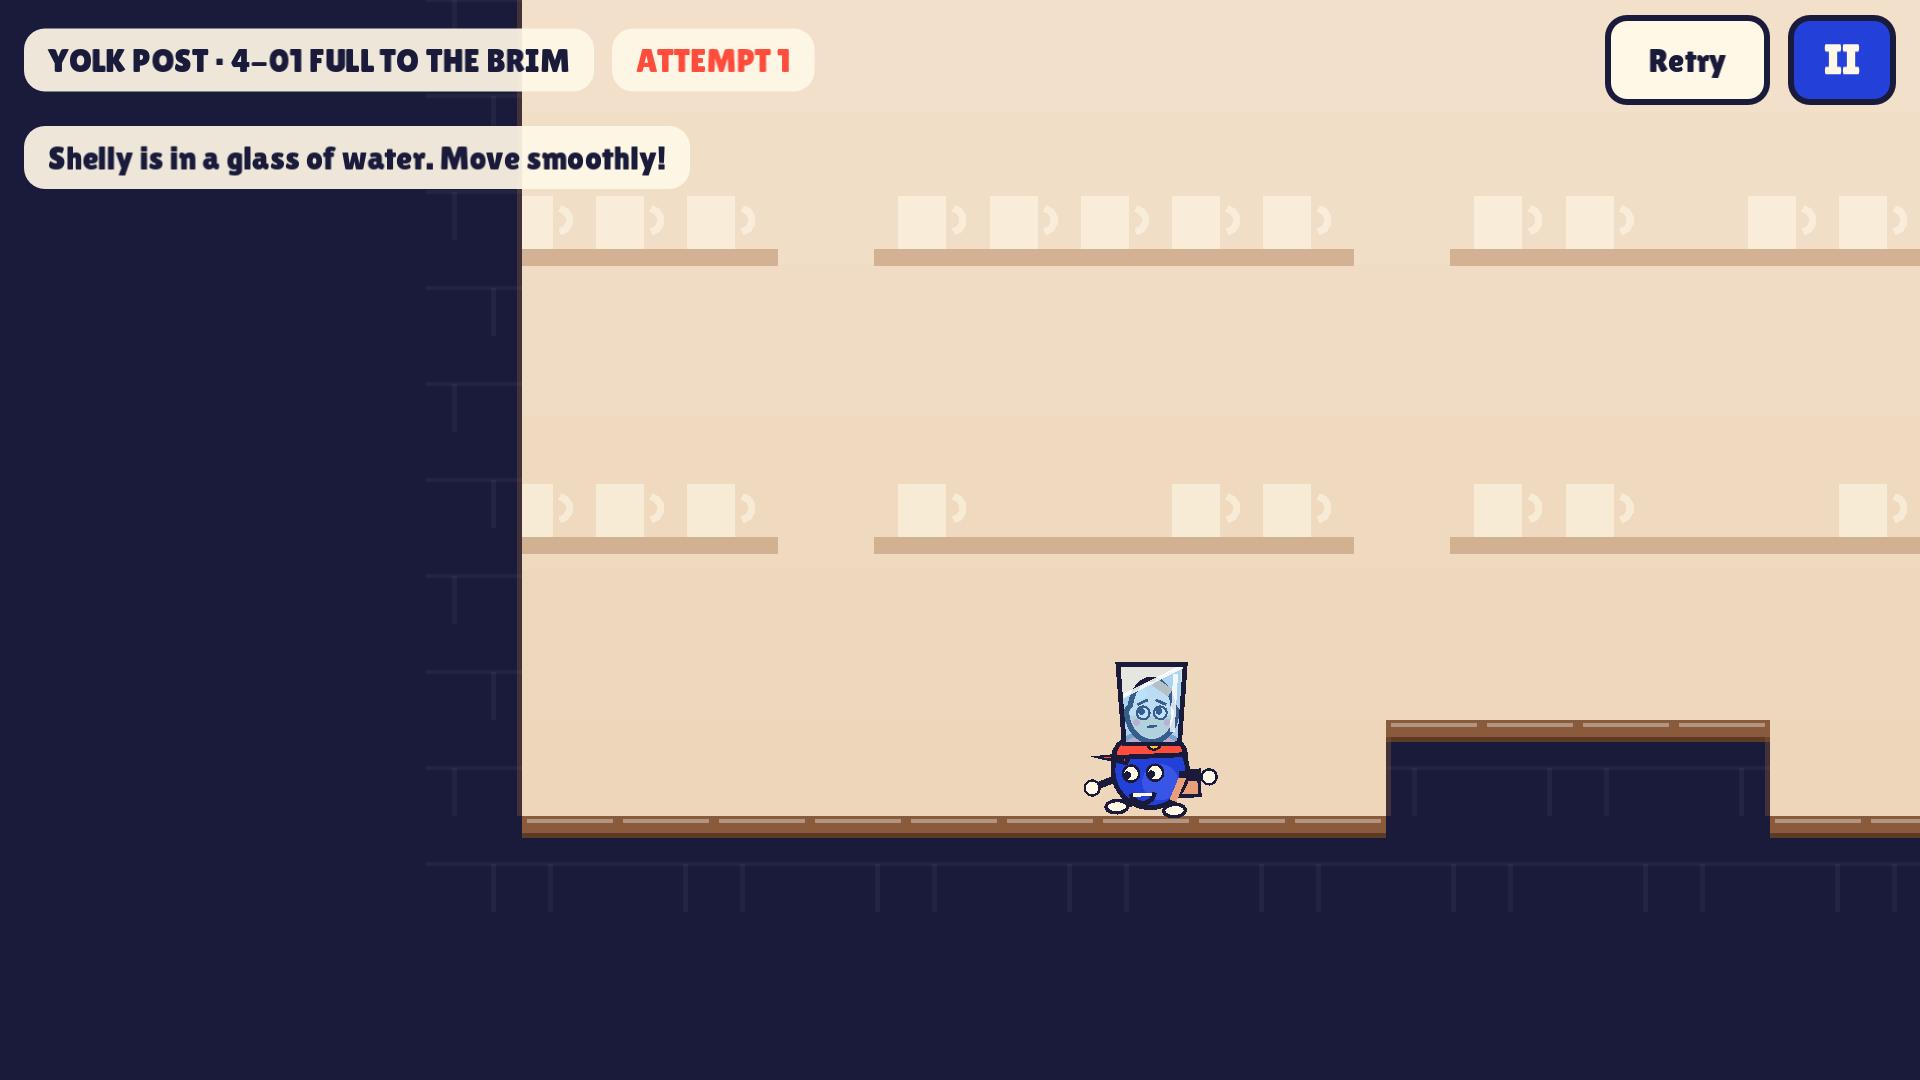 YOLK POST · 4-01 FULL TO THE BRIM
ATTEMPT 1
Retry
II
Shelly is in a glass of water. Move smoothly!